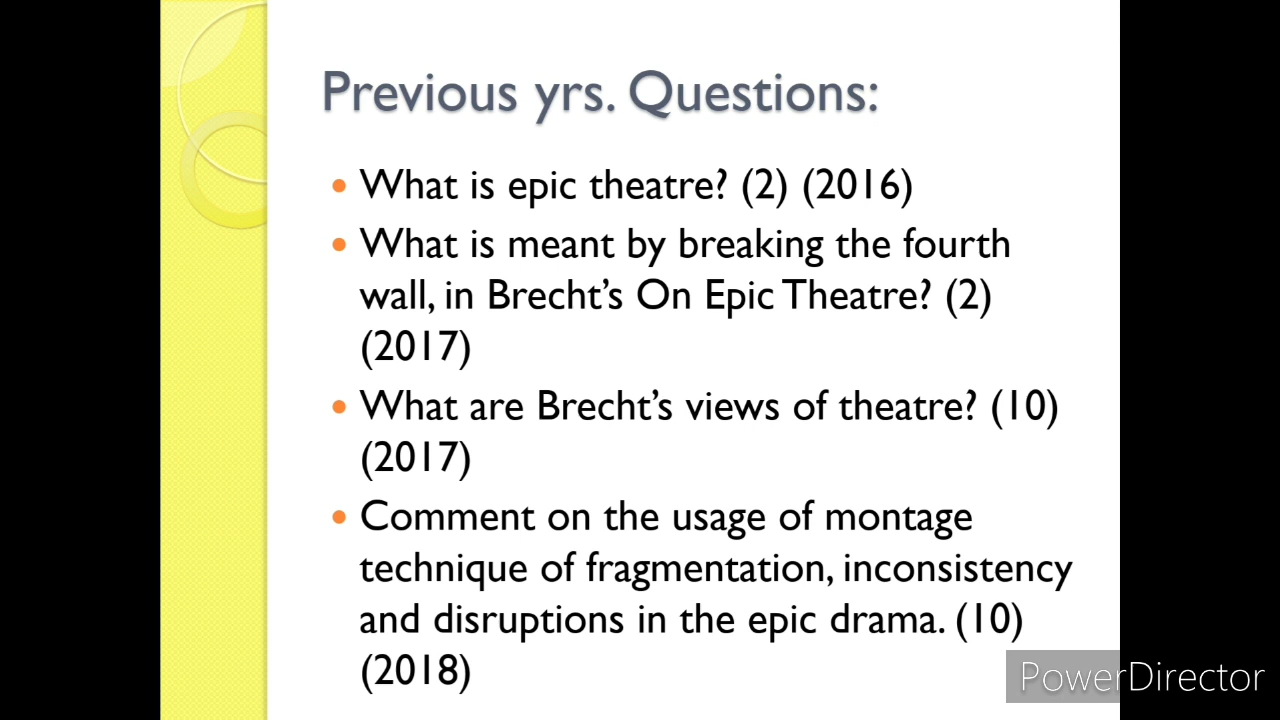 Previous yrs. Questions:
• What is epic theatre? (2) (2016)
• What is meant by breaking the fourth
wall, in Brecht’s On Epic Theatre? (2)
(2017)
• What are Brecht’s views of theatre? (10)
(2017)
• Comment on the usage of montage
technique of fragmentation, inconsistency
and disruptions in the epic drama. (10)
(2018)
PowerDirector